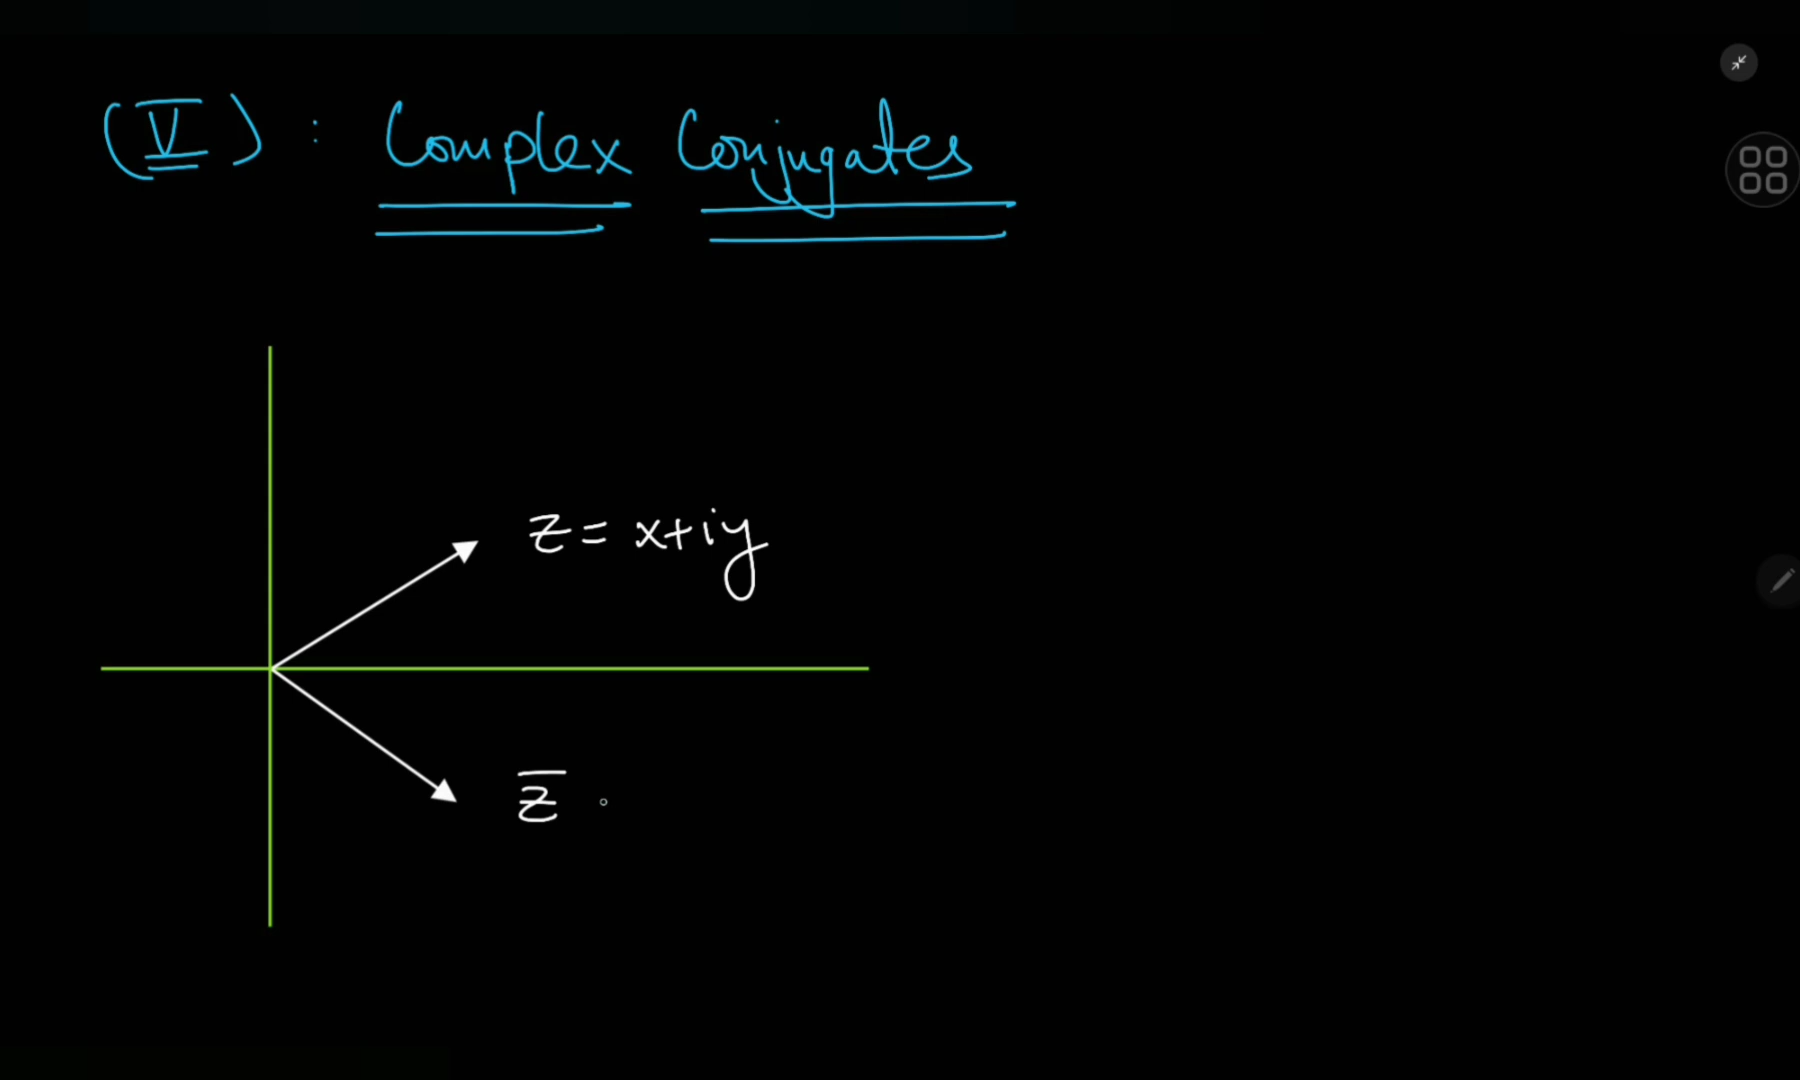 (V) : Complex Conjugates
z = x+iy
z̅